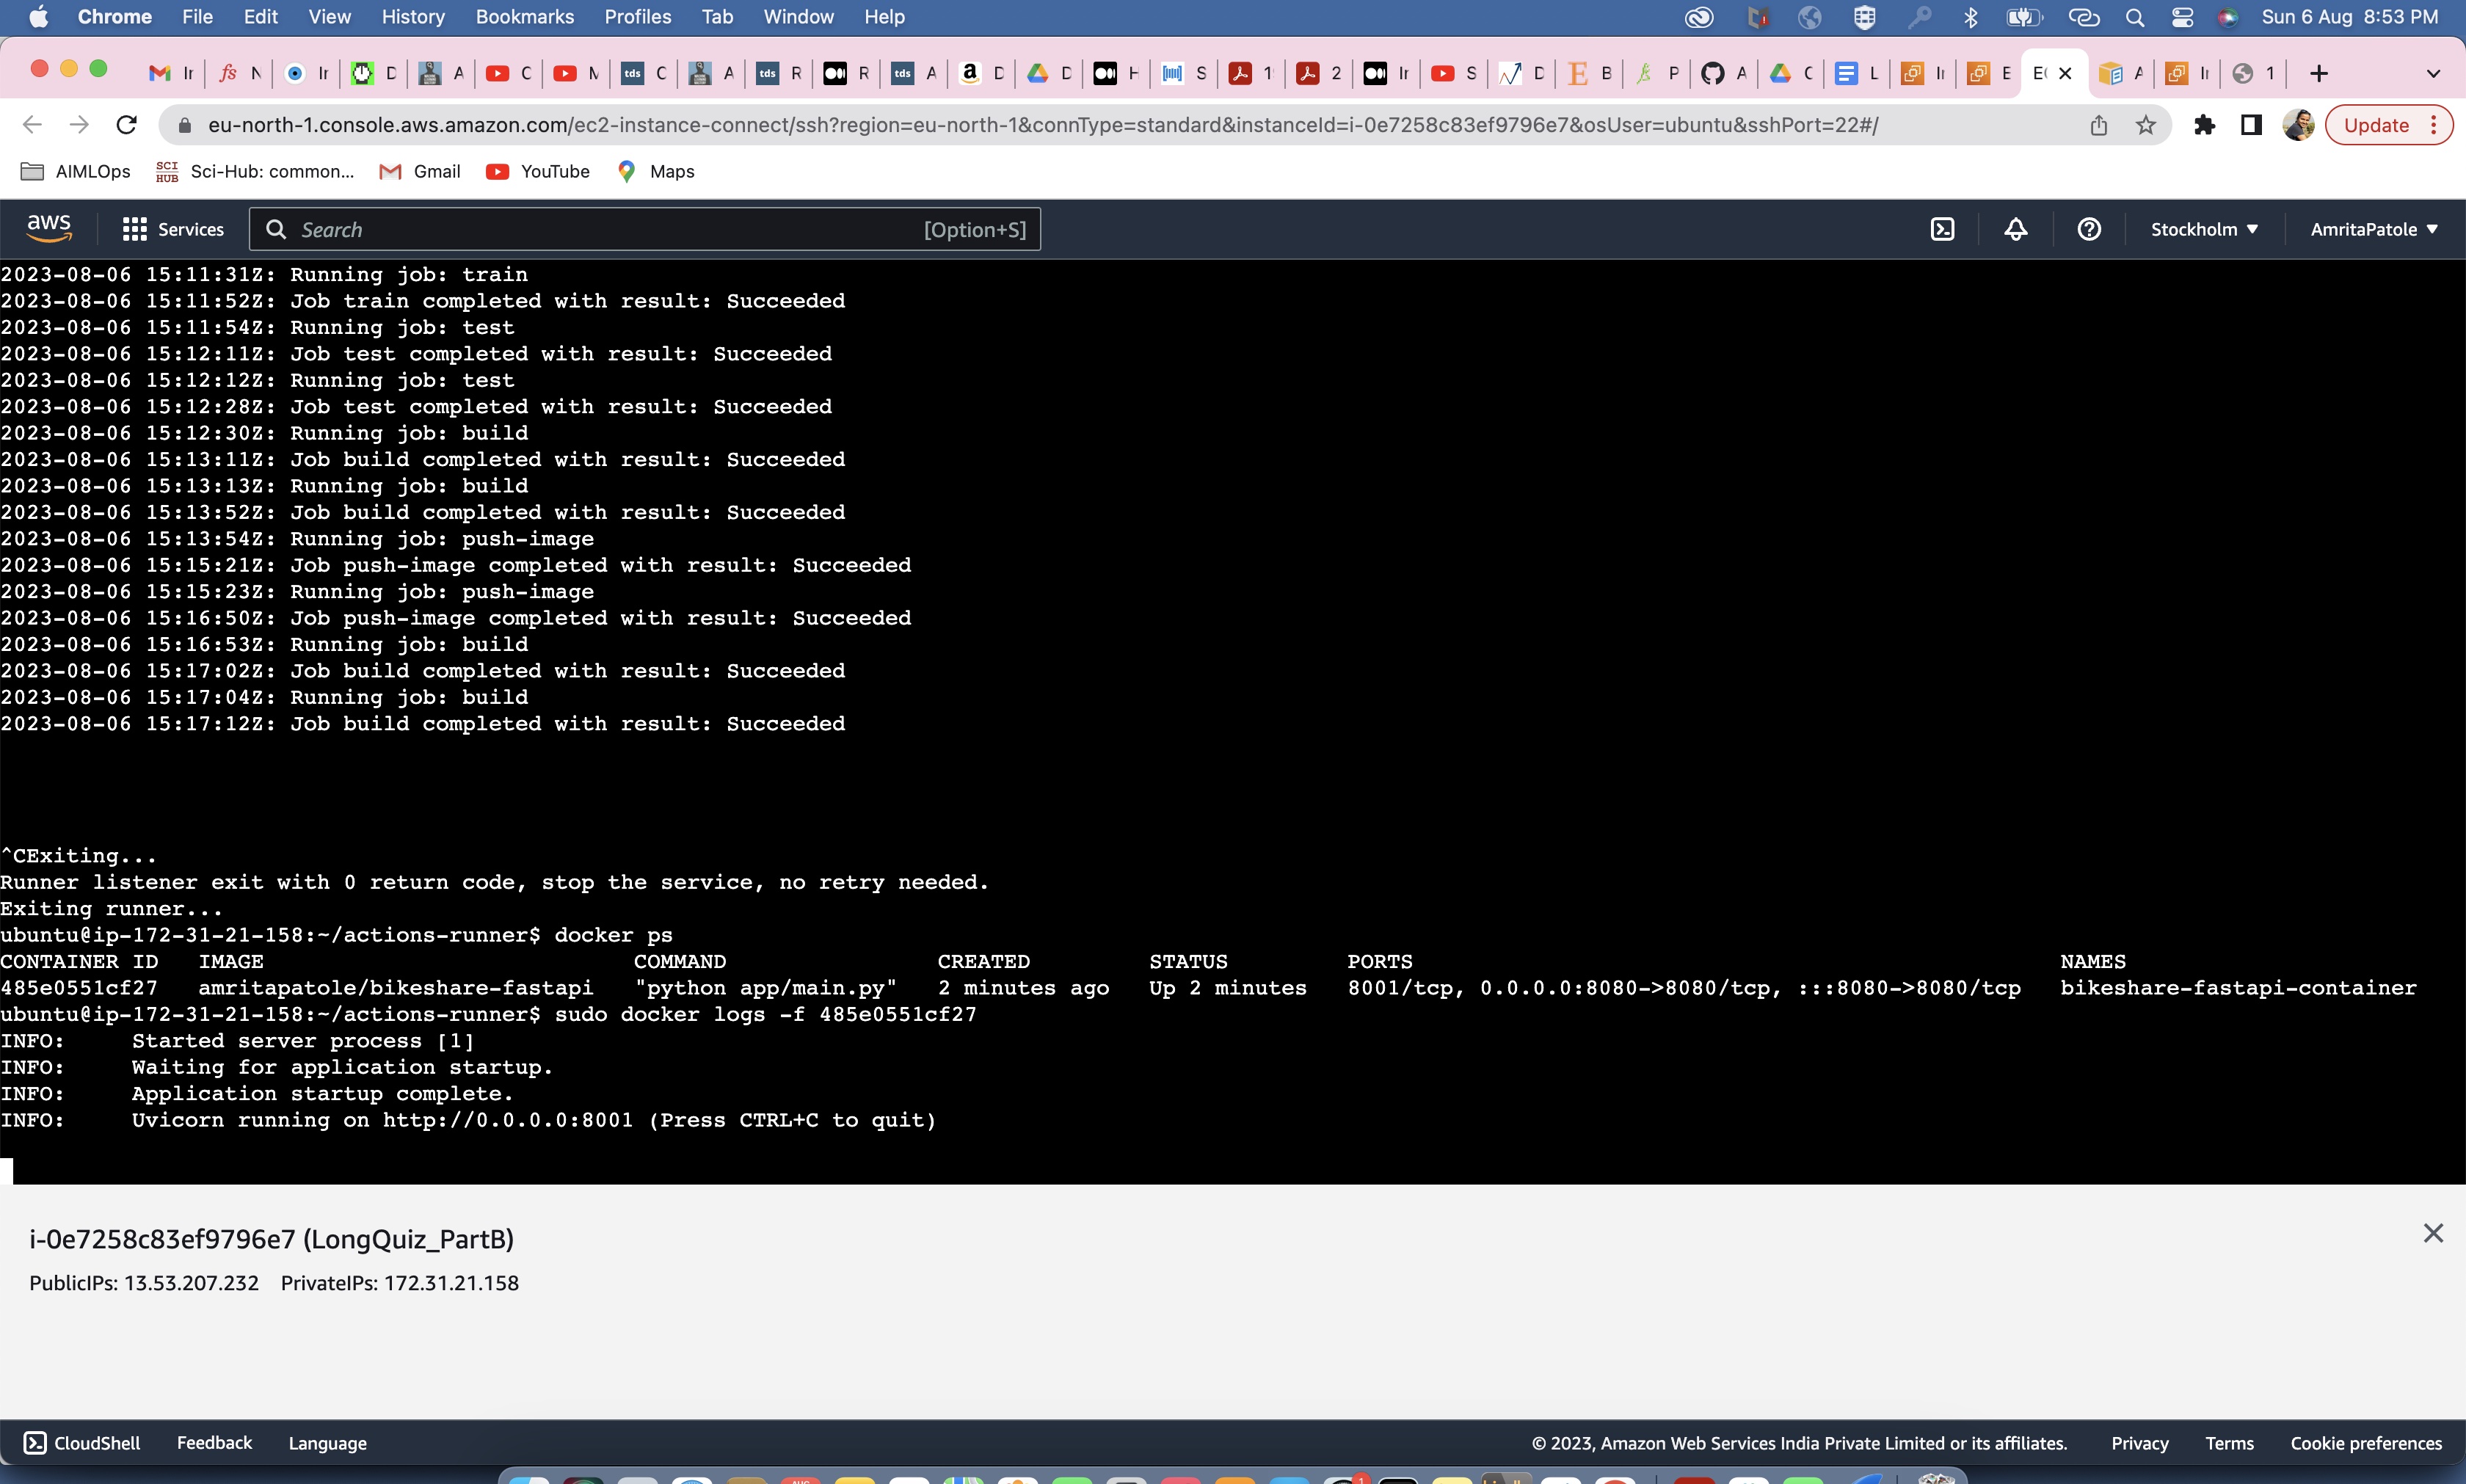 Chrome File Edit View History Bookmarks Profiles Tab Window Help Sun 6 Aug 8:53 PM
Ir N Ir D A C M C A R R A D H S 1 2 Ir S D B P A C L Ir E E A Ir 1
eu-north-1.console.aws.amazon.com/ec2-instance-connect/ssh?region=eu-north-1&connType=standard&instanceId=i-0e7258c83ef9796e7&osUser=ubuntu&sshPort=22#/ Update
AIMLOps SCI HUB Sci-Hub: common... Gmail YouTube Maps
aws Services Search [Option+S] Stockholm AmritaPatole
2023-08-06 15:11:31Z: Running job: train
2023-08-06 15:11:52Z: Job train completed with result: Succeeded
2023-08-06 15:11:54Z: Running job: test
2023-08-06 15:12:11Z: Job test completed with result: Succeeded
2023-08-06 15:12:12Z: Running job: test
2023-08-06 15:12:28Z: Job test completed with result: Succeeded
2023-08-06 15:12:30Z: Running job: build
2023-08-06 15:13:11Z: Job build completed with result: Succeeded
2023-08-06 15:13:13Z: Running job: build
2023-08-06 15:13:52Z: Job build completed with result: Succeeded
2023-08-06 15:13:54Z: Running job: push-image
2023-08-06 15:15:21Z: Job push-image completed with result: Succeeded
2023-08-06 15:15:23Z: Running job: push-image
2023-08-06 15:16:50Z: Job push-image completed with result: Succeeded
2023-08-06 15:16:53Z: Running job: build
2023-08-06 15:17:02Z: Job build completed with result: Succeeded
2023-08-06 15:17:04Z: Running job: build
2023-08-06 15:17:12Z: Job build completed with result: Succeeded
^CExiting...
Runner listener exit with 0 return code, stop the service, no retry needed.
Exiting runner...
ubuntu@ip-172-31-21-158:~/actions-runner$ docker ps
CONTAINER ID IMAGE COMMAND CREATED STATUS PORTS NAMES
485e0551cf27 amritapatole/bikeshare-fastapi "python app/main.py" 2 minutes ago Up 2 minutes 8001/tcp, 0.0.0.0:8080->8080/tcp, :::8080->8080/tcp bikeshare-fastapi-container
ubuntu@ip-172-31-21-158:~/actions-runner$ sudo docker logs -f 485e0551cf27
INFO: Started server process [1]
INFO: Waiting for application startup.
INFO: Application startup complete.
INFO: Uvicorn running on http://0.0.0.0:8001 (Press CTRL+C to quit)
i-0e7258c83ef9796e7 (LongQuiz_PartB)
PublicIPs: 13.53.207.232 PrivateIPs: 172.31.21.158
CloudShell Feedback Language © 2023, Amazon Web Services India Private Limited or its affiliates. Privacy Terms Cookie preferences